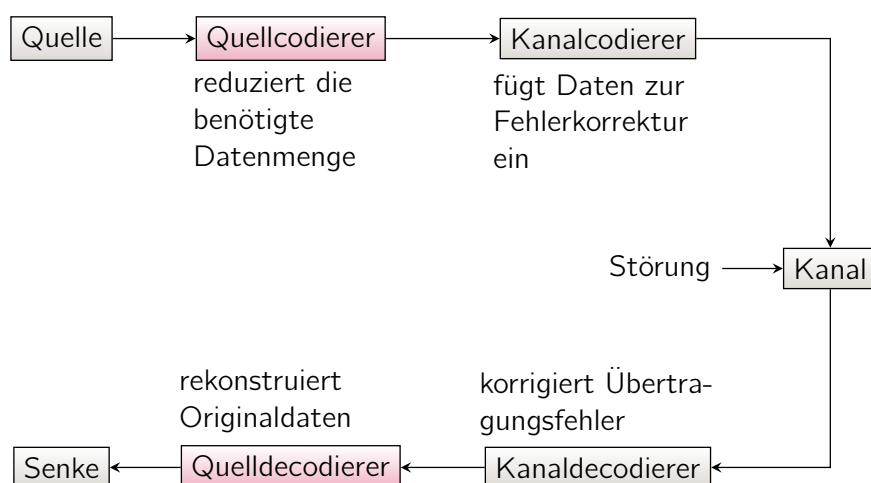 Quelle
Quellcodierer
Kanalcodierer
reduziert die
benötigte
Datenmenge
fügt Daten zur
Fehlerkorrektur
ein
Störung
Kanal
rekonstruiert
Originaldaten
korrigiert Übertra-
gungsfehler
Senke
Quelldecodierer
Kanaldecodierer